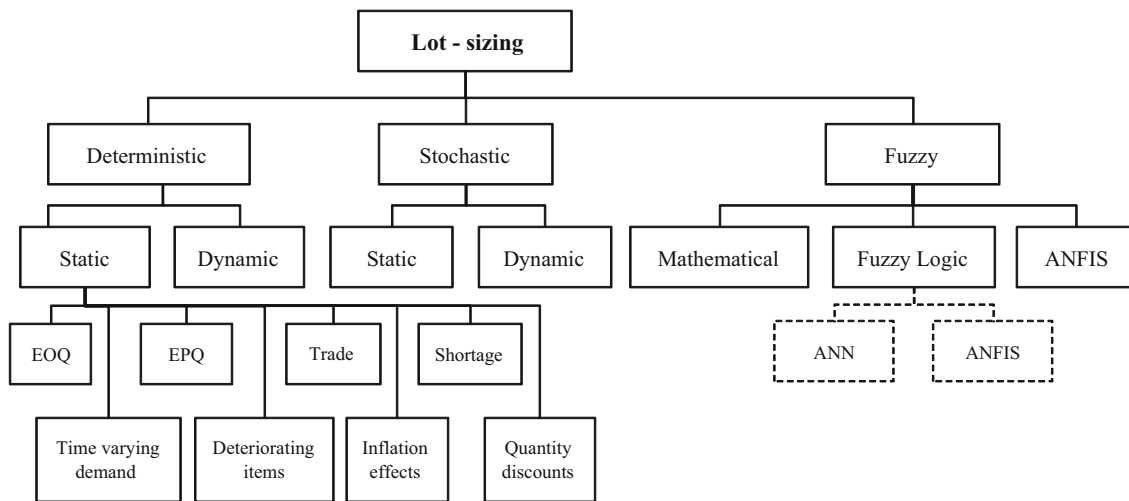 Lot - sizing
Deterministic
Stochastic
Fuzzy
Static
Dynamic
Static
Dynamic
Mathematical
Fuzzy Logic
ANFIS
EOQ
EPQ
Trade
Shortage
ANN
ANFIS
Time varying
demand
Deteriorating
items
Inflation
effects
Quantity
discounts